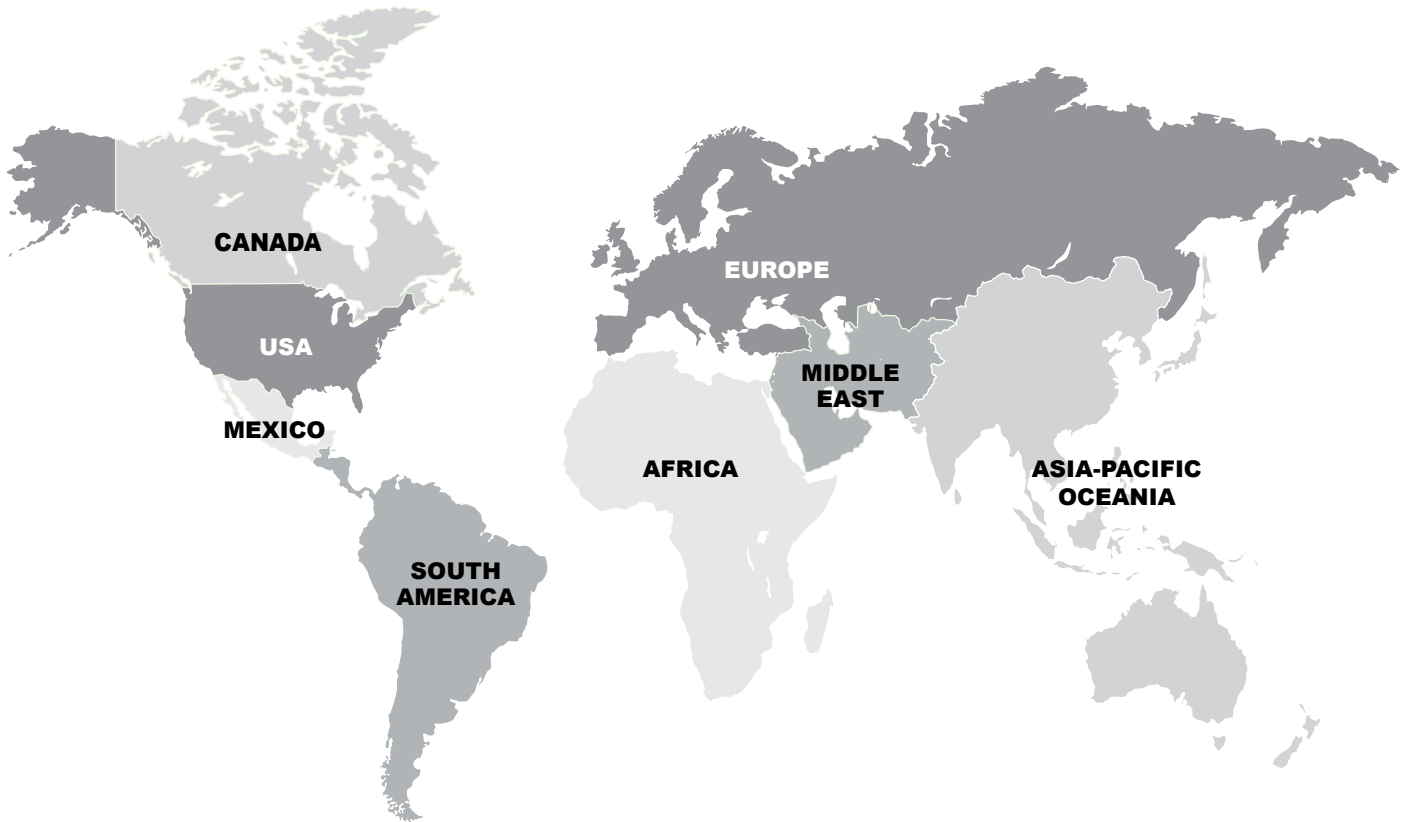 CANADA
EUROPE
USA
MIDDLE
EAST
MEXICO
AFRICA
ASIA-PACIFIC
OCEANIA
SOUTH
AMERICA